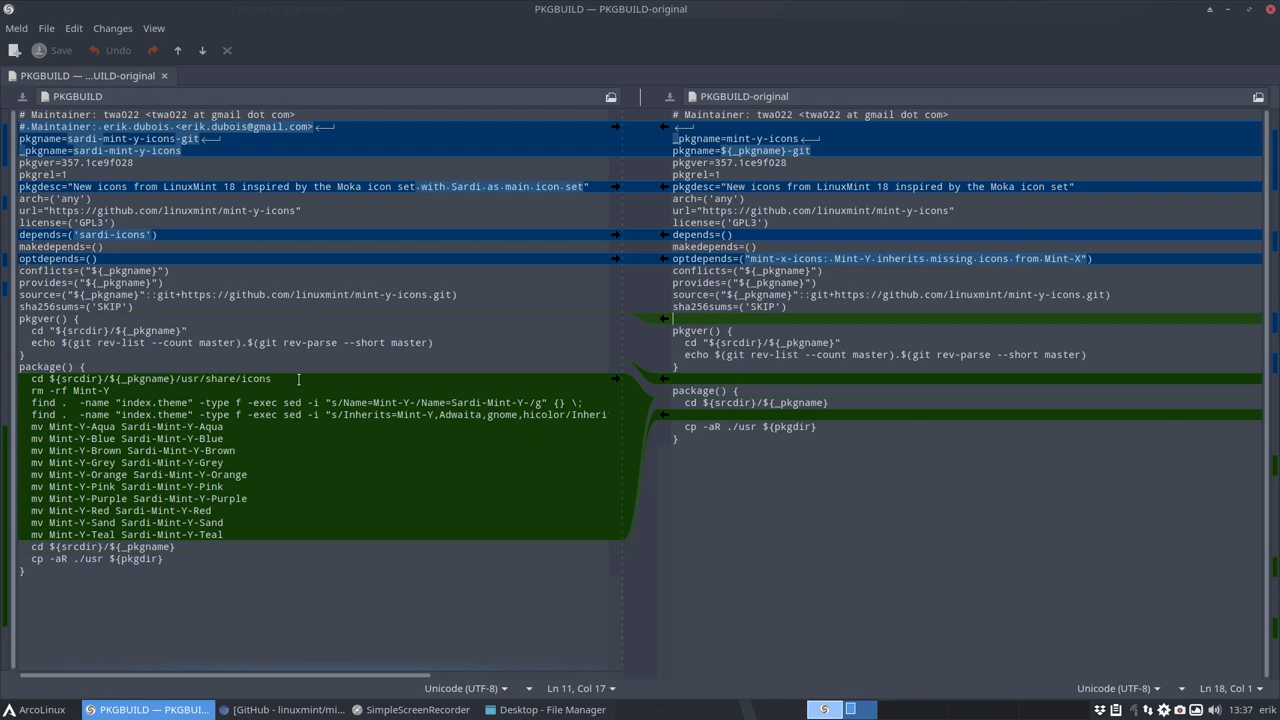 PKGBUILD — PKGBUILD-original
Meld File Edit Changes View
Save Undo
PKGBUILD — ...UILD-original ×
PKGBUILD
# Maintainer: twa022 <twa022 at gmail dot com>
#.Maintainer:.erik.dubois.<erik.dubois@gmail.com>
pkgname=sardi-mint-y-icons-git
_pkgname=sardi-mint-y-icons
pkgver=357.1ce9f028
pkgrel=1
pkgdesc="New icons from LinuxMint 18 inspired by the Moka icon set.with.Sardi.as.main.icon.set"
arch=('any')
url="https://github.com/linuxmint/mint-y-icons"
license=('GPL3')
depends=('sardi-icons')
makedepends=()
optdepends=()
conflicts=("${_pkgname}")
provides=("${_pkgname}")
source=("${_pkgname}"::git+https://github.com/linuxmint/mint-y-icons.git)
sha256sums=('SKIP')
pkgver() {
  cd "${srcdir}/${_pkgname}"
  echo $(git rev-list --count master).$(git rev-parse --short master)
}
package() {
  cd ${srcdir}/${_pkgname}/usr/share/icons
  rm -rf Mint-Y
  find .  -name "index.theme" -type f -exec sed -i "s/Name=Mint-Y-/Name=Sardi-Mint-Y-/g" {} \;
  find .  -name "index.theme" -type f -exec sed -i "s/Inherits=Mint-Y,Adwaita,gnome,hicolor/Inheri
  mv Mint-Y-Aqua Sardi-Mint-Y-Aqua
  mv Mint-Y-Blue Sardi-Mint-Y-Blue
  mv Mint-Y-Brown Sardi-Mint-Y-Brown
  mv Mint-Y-Grey Sardi-Mint-Y-Grey
  mv Mint-Y-Orange Sardi-Mint-Y-Orange
  mv Mint-Y-Pink Sardi-Mint-Y-Pink
  mv Mint-Y-Purple Sardi-Mint-Y-Purple
  mv Mint-Y-Red Sardi-Mint-Y-Red
  mv Mint-Y-Sand Sardi-Mint-Y-Sand
  mv Mint-Y-Teal Sardi-Mint-Y-Teal
  cd ${srcdir}/${_pkgname}
  cp -aR ./usr ${pkgdir}
}
Unicode (UTF-8) Ln 11, Col 17
PKGBUILD-original
# Maintainer: twa022 <twa022 at gmail dot com>
_pkgname=mint-y-icons
pkgname=${_pkgname}-git
pkgver=357.1ce9f028
pkgrel=1
pkgdesc="New icons from LinuxMint 18 inspired by the Moka icon set"
arch=('any')
url="https://github.com/linuxmint/mint-y-icons"
license=('GPL3')
depends=()
makedepends=()
optdepends=("mint-x-icons:.Mint-Y.inherits.missing.icons.from.Mint-X")
conflicts=("${_pkgname}")
provides=("${_pkgname}")
source=("${_pkgname}"::git+https://github.com/linuxmint/mint-y-icons.git)
sha256sums=('SKIP')
pkgver() {
  cd "${srcdir}/${_pkgname}"
  echo $(git rev-list --count master).$(git rev-parse --short master)
}
package() {
  cd ${srcdir}/${_pkgname}
  cp -aR ./usr ${pkgdir}
}
Unicode (UTF-8) Ln 18, Col 1
ArcoLinux PKGBUILD — PKGBUI... [GitHub - linuxmint/mi... SimpleScreenRecorder Desktop - File Manager 13:37 erik